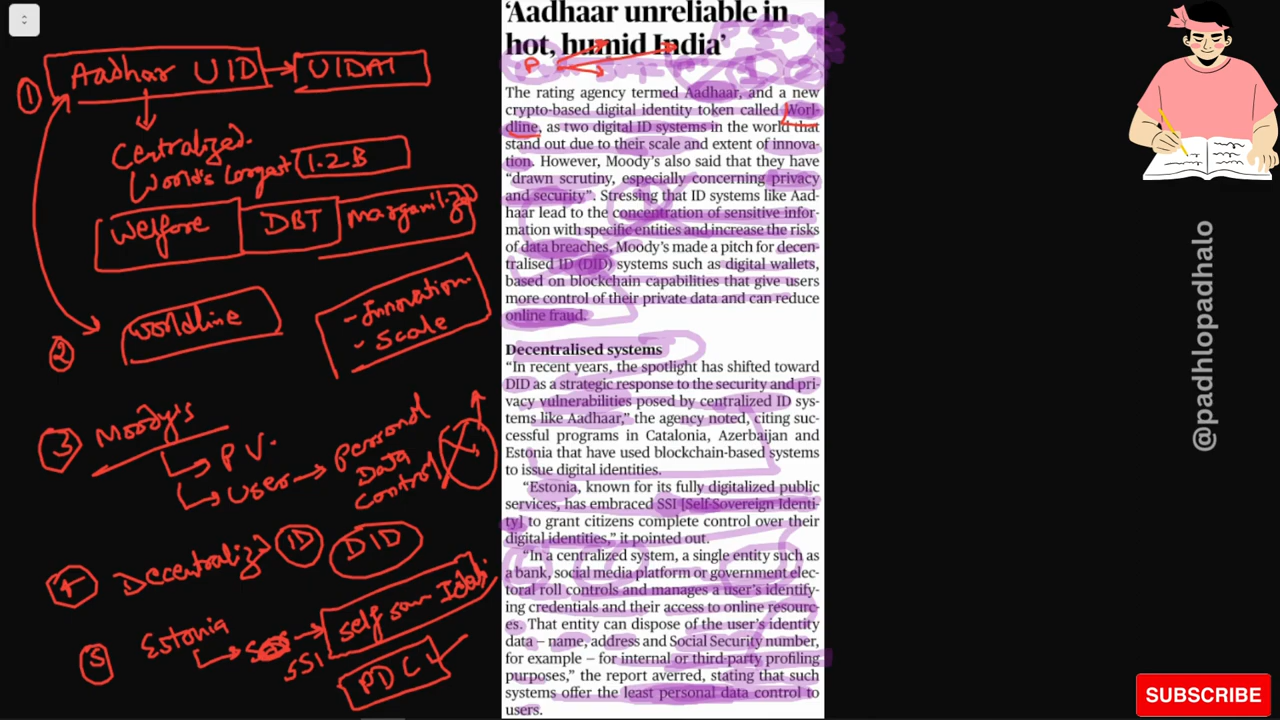 ① Aadhar UID → UIDAI
Centralized.
World's Largest 1.2 B
Welfare DBT
② Worldline
- Innovation.
- Scale
③ Moody's
P V.
User → Personal
Data
Control
Decentraliz ID DID
⑤ Estonia
SSI
PDC
‘Aadhaar unreliable in
hot, humid India’
P
The rating agency termed Aadhaar, and a new
crypto-based digital identity token called Worl-
dline, as two digital ID systems in the world that
stand out due to their scale and extent of innova-
tion. However, Moody’s also said that they have
“drawn scrutiny, especially concerning privacy
and security”. Stressing that ID systems like Aad-
haar lead to the concentration of sensitive infor-
mation with specific entities and increase the risks
of data breaches, Moody’s made a pitch for decen-
tralised ID (DID) systems such as digital wallets,
based on blockchain capabilities that give users
more control of their private data and can reduce
online fraud.
Decentralised systems
“In recent years, the spotlight has shifted toward
DID as a strategic response to the security and pri-
vacy vulnerabilities posed by centralized ID sys-
tems like Aadhaar,” the agency noted, citing suc-
cessful programs in Catalonia, Azerbaijan and
Estonia that have used blockchain-based systems
to issue digital identities.
“Estonia, known for its fully digitalized public
services, has embraced SSI [Self-Sovereign Identi-
ty] to grant citizens complete control over their
digital identities,” it pointed out.
“In a centralized system, a single entity such as
a bank, social media platform or government elec-
toral roll controls and manages a user’s identify-
ing credentials and their access to online resourc-
es. That entity can dispose of the user’s identity
data – name, address and Social Security number,
for example – for internal or third-party profiling
purposes,” the report averred, stating that such
systems offer the least personal data control to
users.
@padhlopadhalo
SUBSCRIBE